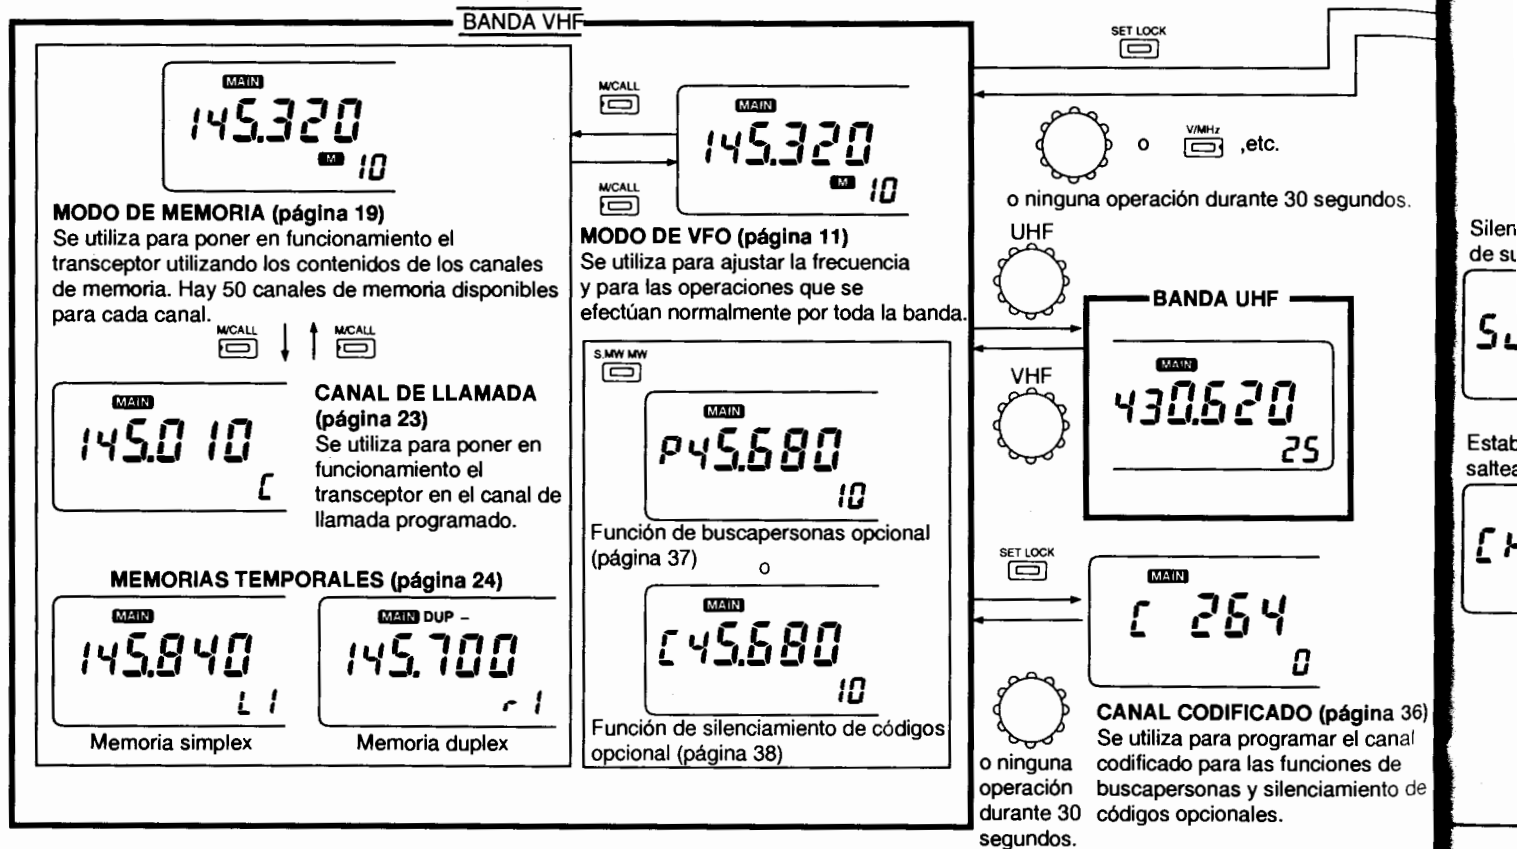 BANDA VHF
MAIN
145.320
M 10
MODO DE MEMORIA (página 19)
Se utiliza para poner en funcionamiento el
transceptor utilizando los contenidos de los canales
de memoria. Hay 50 canales de memoria disponibles
para cada canal.
M/CALL
M/CALL
MAIN
145.010
C
CANAL DE LLAMADA
(página 23)
Se utiliza para poner en
funcionamiento el
transceptor en el canal de
llamada programado.
MEMORIAS TEMPORALES (página 24)
MAIN
145.840
L1
Memoria simplex
MAIN DUP –
145.700
r1
Memoria duplex
M/CALL
M/CALL
MAIN
145.320
M 10
MODO DE VFO (página 11)
Se utiliza para ajustar la frecuencia
y para las operaciones que se
efectúan normalmente por toda la banda.
S.MW MW
MAIN
P45.680
10
Función de buscapersonas opcional
(página 37)
o
MAIN
C45.680
10
Función de silenciamiento de códigos
opcional (página 38)
SET LOCK
o
V/MHz
,etc.
o ninguna operación durante 30 segundos.
UHF
VHF
BANDA UHF
MAIN
430.620
25
SET LOCK
o ninguna
operación
durante 30
segundos.
MAIN
C 264
0
CANAL CODIFICADO (página 36)
Se utiliza para programar el canal
codificado para las funciones de
buscapersonas y silenciamiento de
códigos opcionales.
de